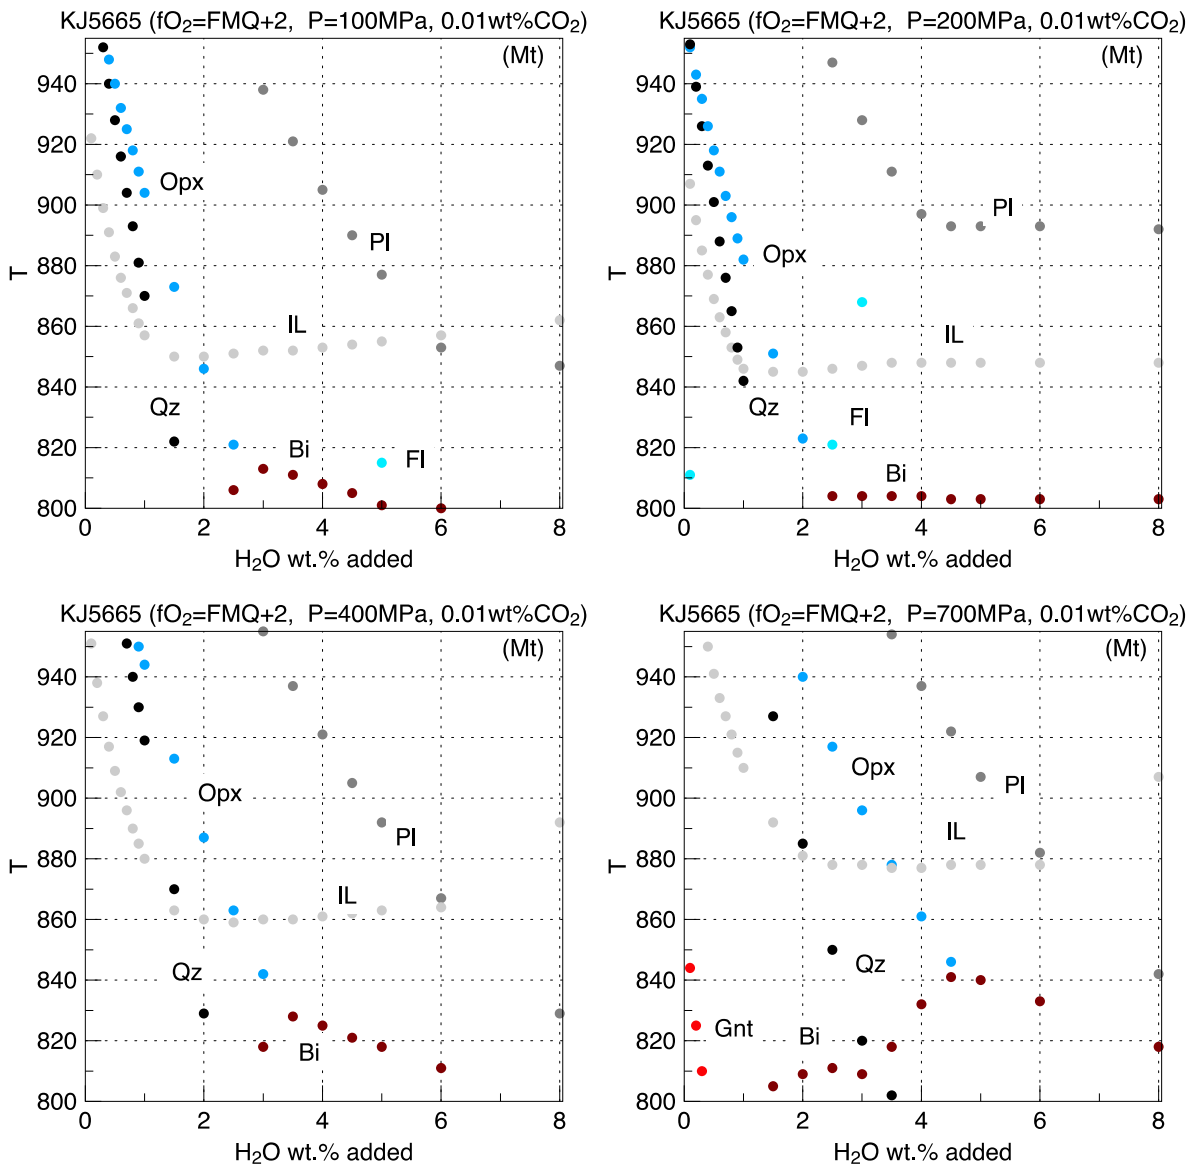 KJ5665 (fO₂=FMQ+2, P=100MPa, 0.01wt%CO₂)
(Mt)
940
920
900
880
860
840
820
800
T
Opx
Pl
IL
Qz
Bi
Fl
0 2 4 6 8
H₂O wt.% added
KJ5665 (fO₂=FMQ+2, P=200MPa, 0.01wt%CO₂)
(Mt)
940
920
900
880
860
840
820
800
T
Pl
Opx
IL
Qz
Fl
Bi
0 2 4 6 8
H₂O wt.% added
KJ5665 (fO₂=FMQ+2, P=400MPa, 0.01wt%CO₂)
(Mt)
940
920
900
880
860
840
820
800
T
Opx
Pl
IL
Qz
Bi
0 2 4 6 8
H₂O wt.% added
KJ5665 (fO₂=FMQ+2, P=700MPa, 0.01wt%CO₂)
(Mt)
940
920
900
880
860
840
820
800
T
Opx
Pl
IL
Qz
Gnt
Bi
0 2 4 6 8
H₂O wt.% added